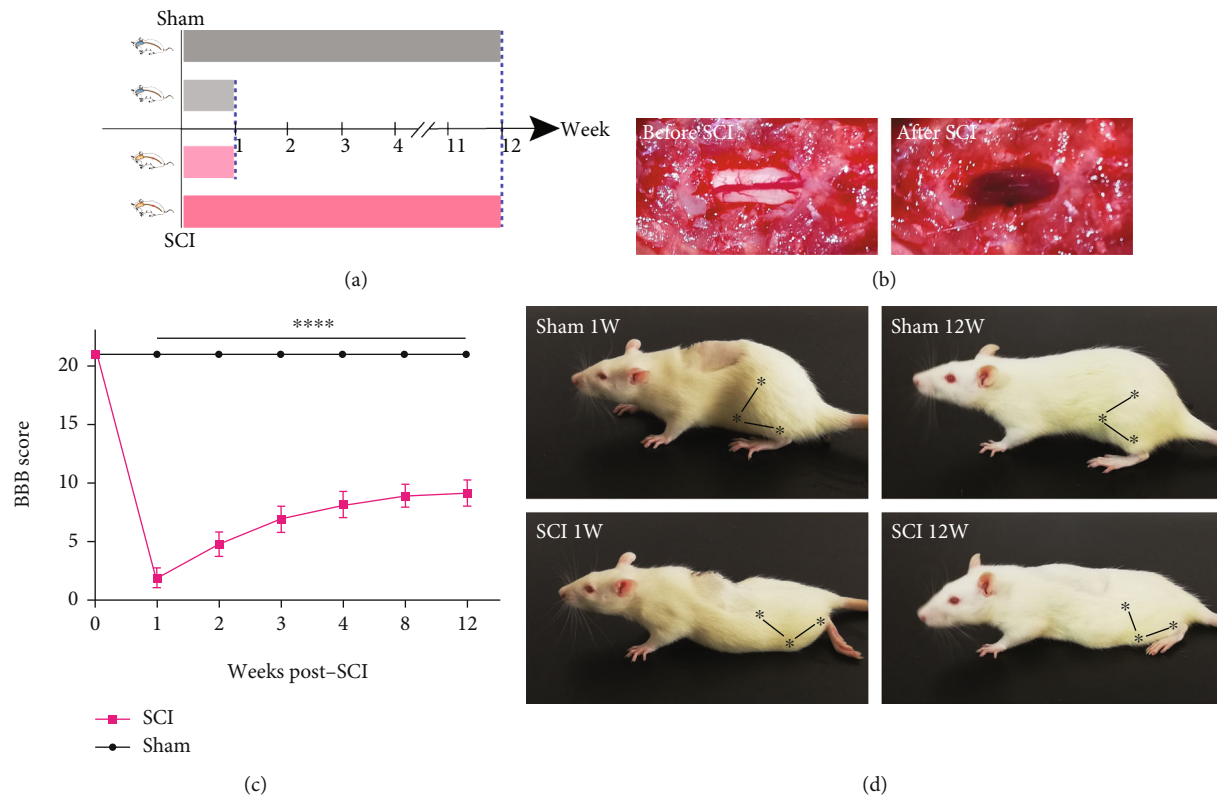 Sham
1 2 3 4 11 12
Week
SCI
(a)
Before SCI
After SCI
(b)
BBB score
20
15
10
5
0
****
0 1 2 3 4 8 12
Weeks post–SCI
SCI
Sham
(c)
Sham 1W
Sham 12W
SCI 1W
SCI 12W
(d)